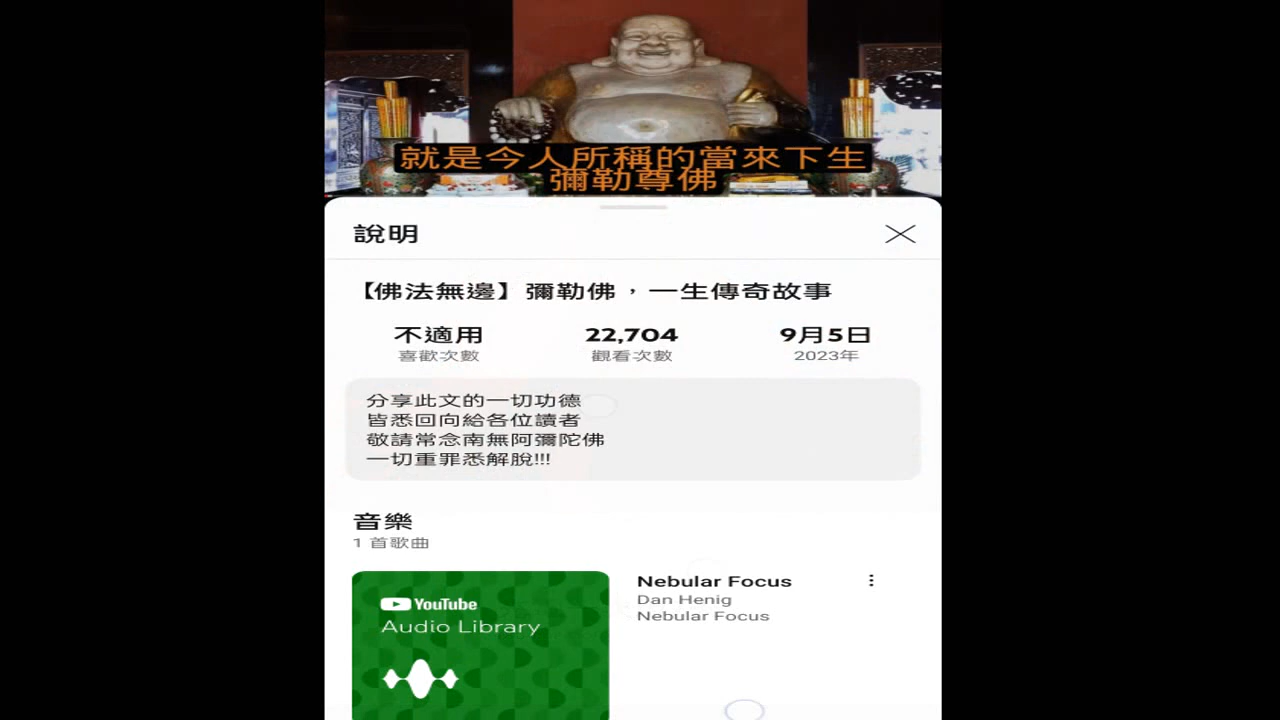 就是今人所稱的當來下生
彌勒尊佛
說明
【佛法無邊】彌勒佛，一生傳奇故事
不適用 22,704 9月5日
喜歡次數 觀看次數 2023年
分享此文的一切功德
皆悉回向給各位讀者
敬請常念南無阿彌陀佛
一切重罪悉解脫!!!
音樂
1 首歌曲
YouTube
Audio Library
Nebular Focus
Dan Henig
Nebular Focus